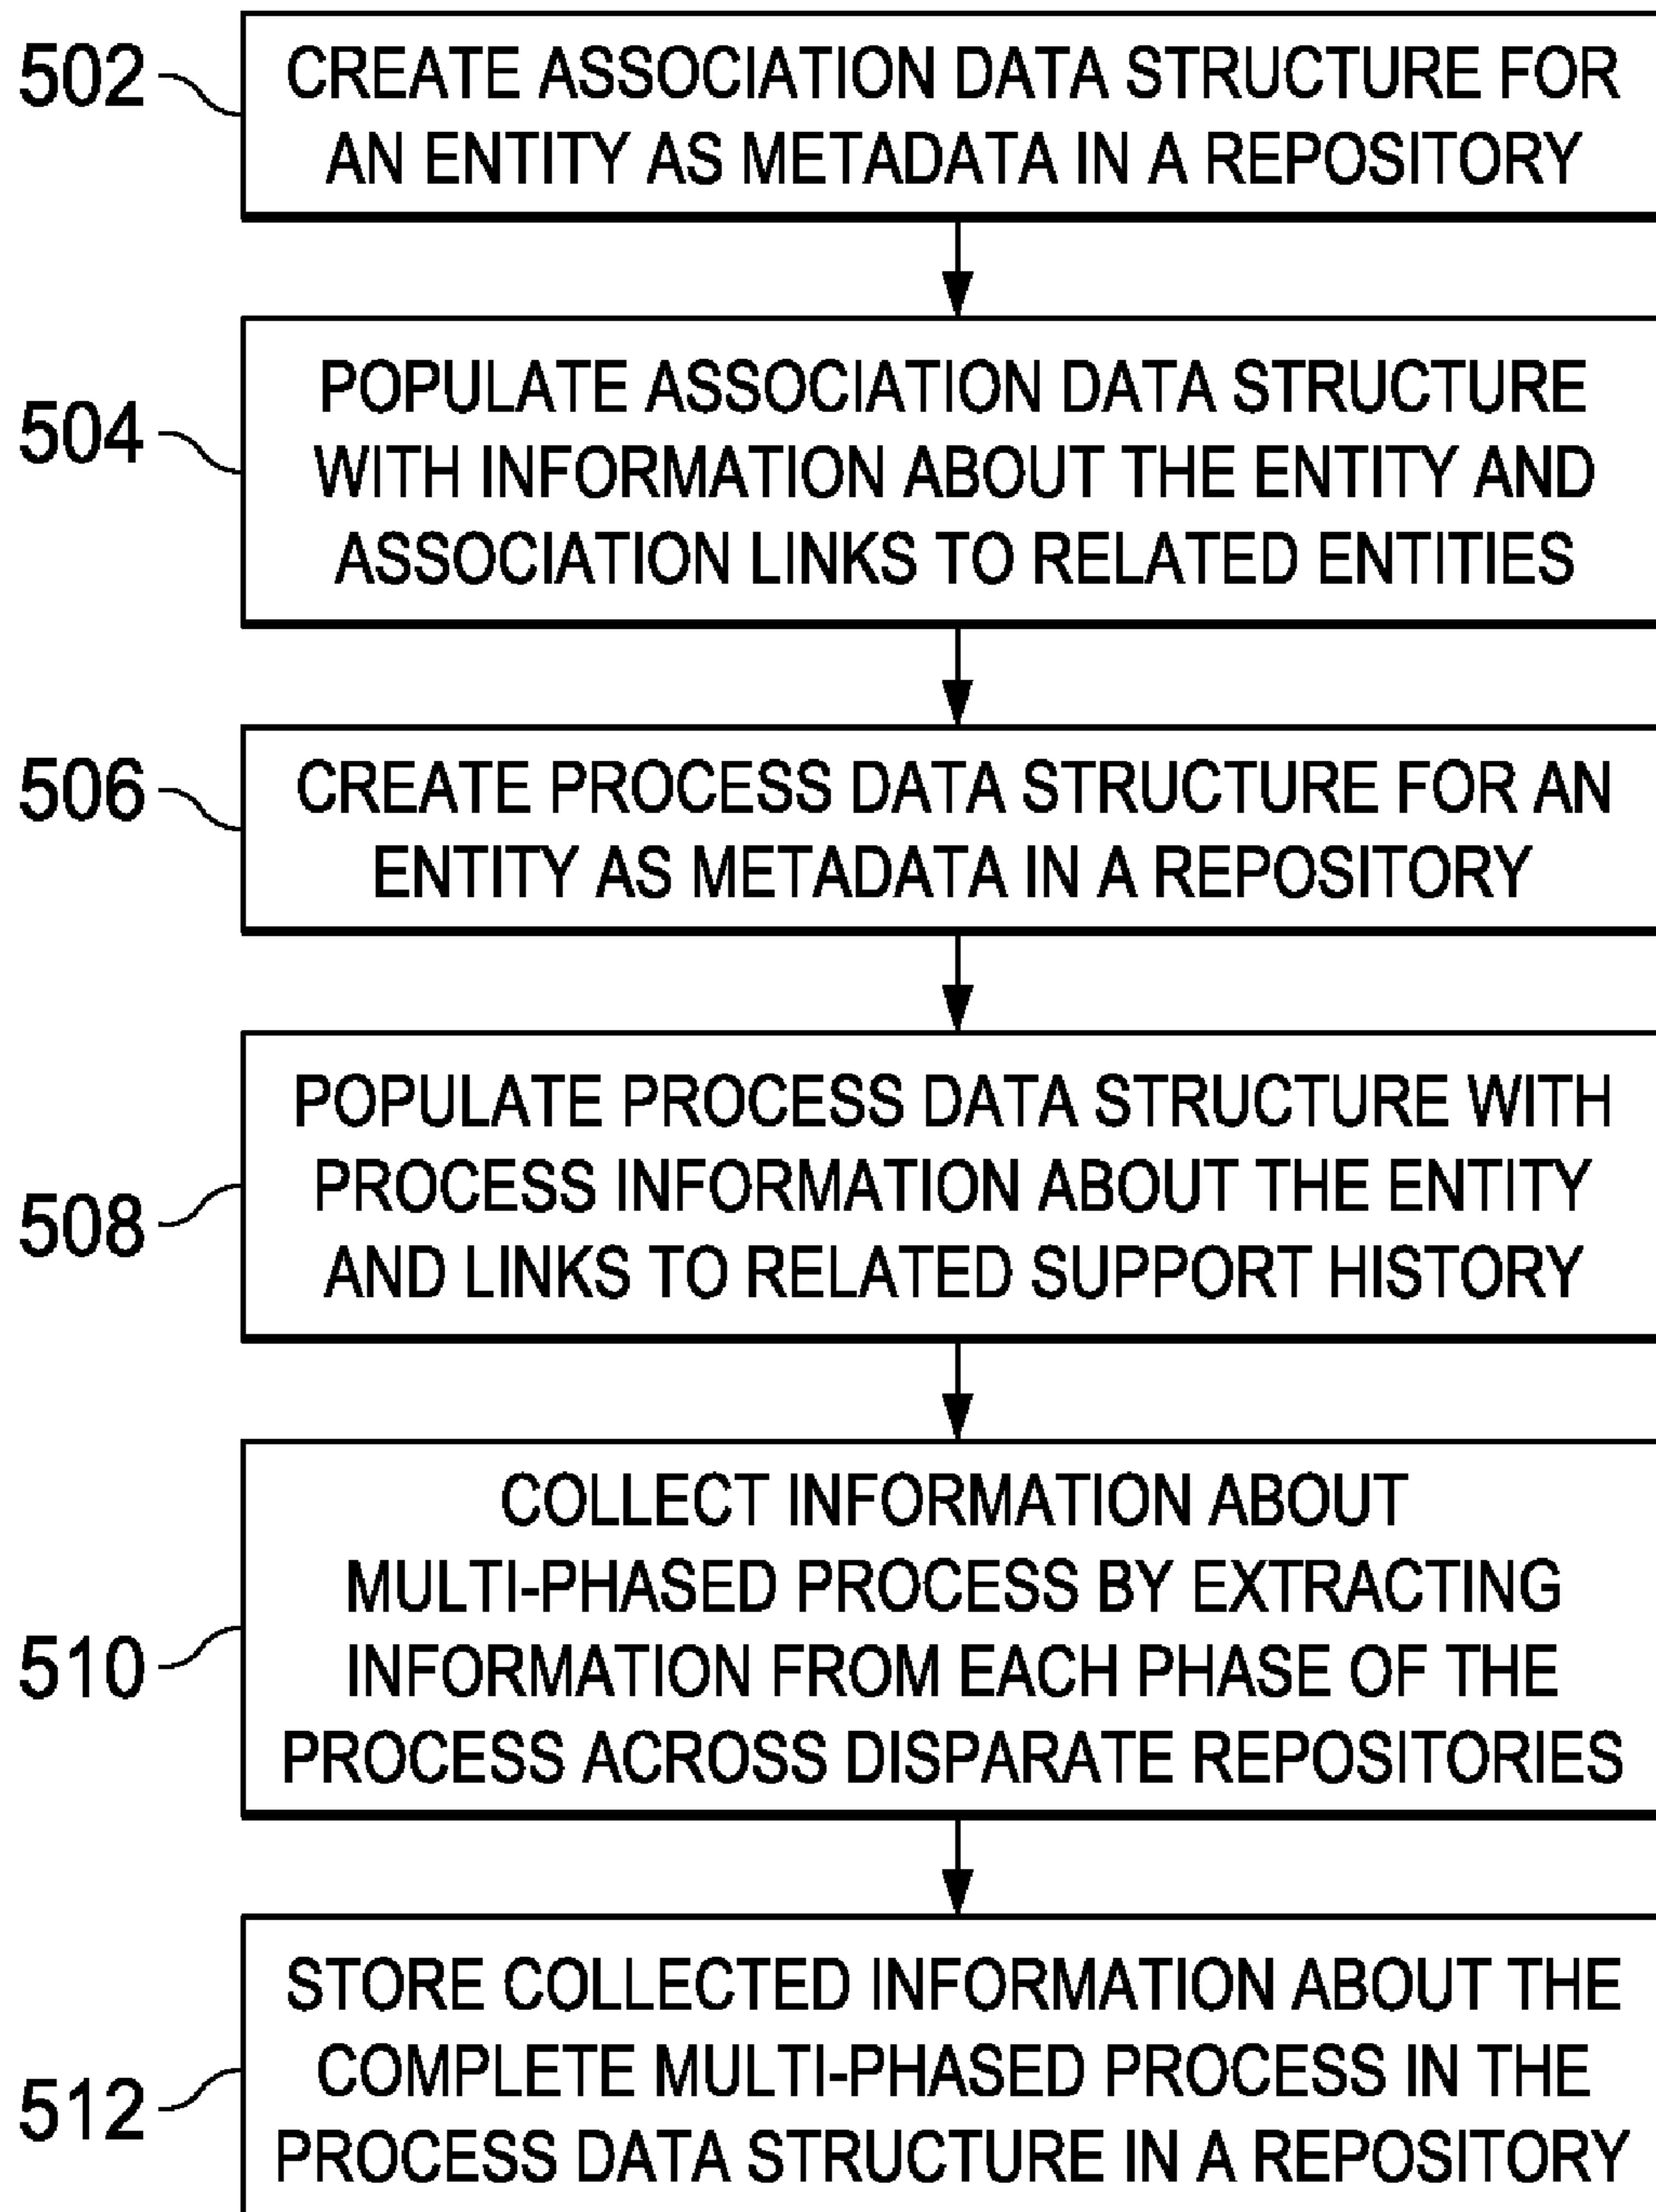 502
CREATE ASSOCIATION DATA STRUCTURE FOR
AN ENTITY AS METADATA IN A REPOSITORY
504
POPULATE ASSOCIATION DATA STRUCTURE
WITH INFORMATION ABOUT THE ENTITY AND
ASSOCIATION LINKS TO RELATED ENTITIES
506
CREATE PROCESS DATA STRUCTURE FOR AN
ENTITY AS METADATA IN A REPOSITORY
508
POPULATE PROCESS DATA STRUCTURE WITH
PROCESS INFORMATION ABOUT THE ENTITY
AND LINKS TO RELATED SUPPORT HISTORY
510
COLLECT INFORMATION ABOUT
MULTI-PHASED PROCESS BY EXTRACTING
INFORMATION FROM EACH PHASE OF THE
PROCESS ACROSS DISPARATE REPOSITORIES
512
STORE COLLECTED INFORMATION ABOUT THE
COMPLETE MULTI-PHASED PROCESS IN THE
PROCESS DATA STRUCTURE IN A REPOSITORY